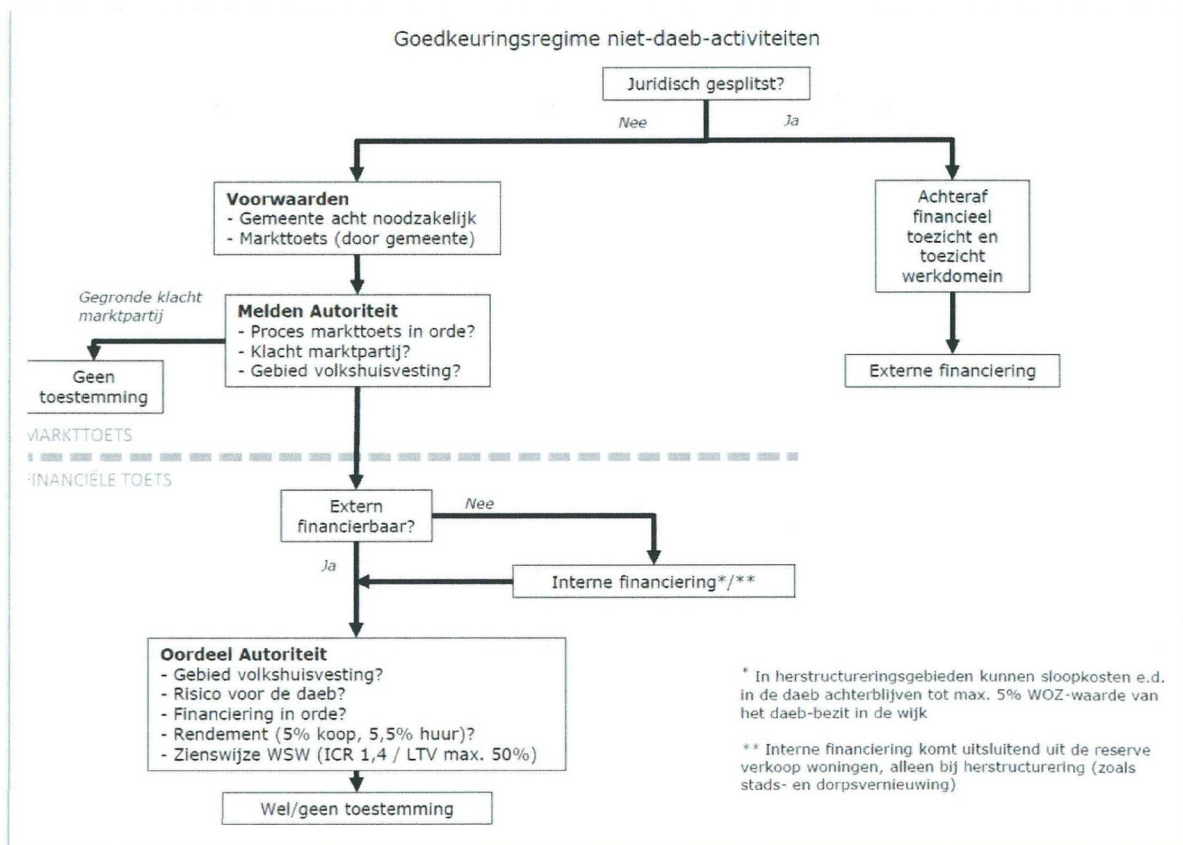 Goedkeuringsregime niet-daeb-activiteiten
Juridisch gesplitst?
Nee
Ja
Voorwaarden
- Gemeente acht noodzakelijk
- Markttoets (door gemeente)
Achteraf
financieel
toezicht en
toezicht
werkdomein
Gegronde klacht
marktpartij
Melden Autoriteit
- Proces markttoets in orde?
- Klacht marktpartij?
- Gebied volkshuisvesting?
Geen
toestemming
Externe financiering
MARKTTOETS
FINANCIËLE TOETS
Extern
financierbaar?
Nee
Ja
Interne financiering*/**
Oordeel Autoriteit
- Gebied volkshuisvesting?
- Risico voor de daeb?
- Financiering in orde?
- Rendement (5% koop, 5,5% huur)?
- Zienswijze WSW (ICR 1,4 / LTV max. 50%)
Wel/geen toestemming
* In herstructureringsgebieden kunnen sloopkosten e.d.
in de daeb achterblijven tot max. 5% WOZ-waarde van
het daeb-bezit in de wijk
** Interne financiering komt uitsluitend uit de reserve
verkoop woningen, alleen bij herstructurering (zoals
stads- en dorpsvernieuwing)